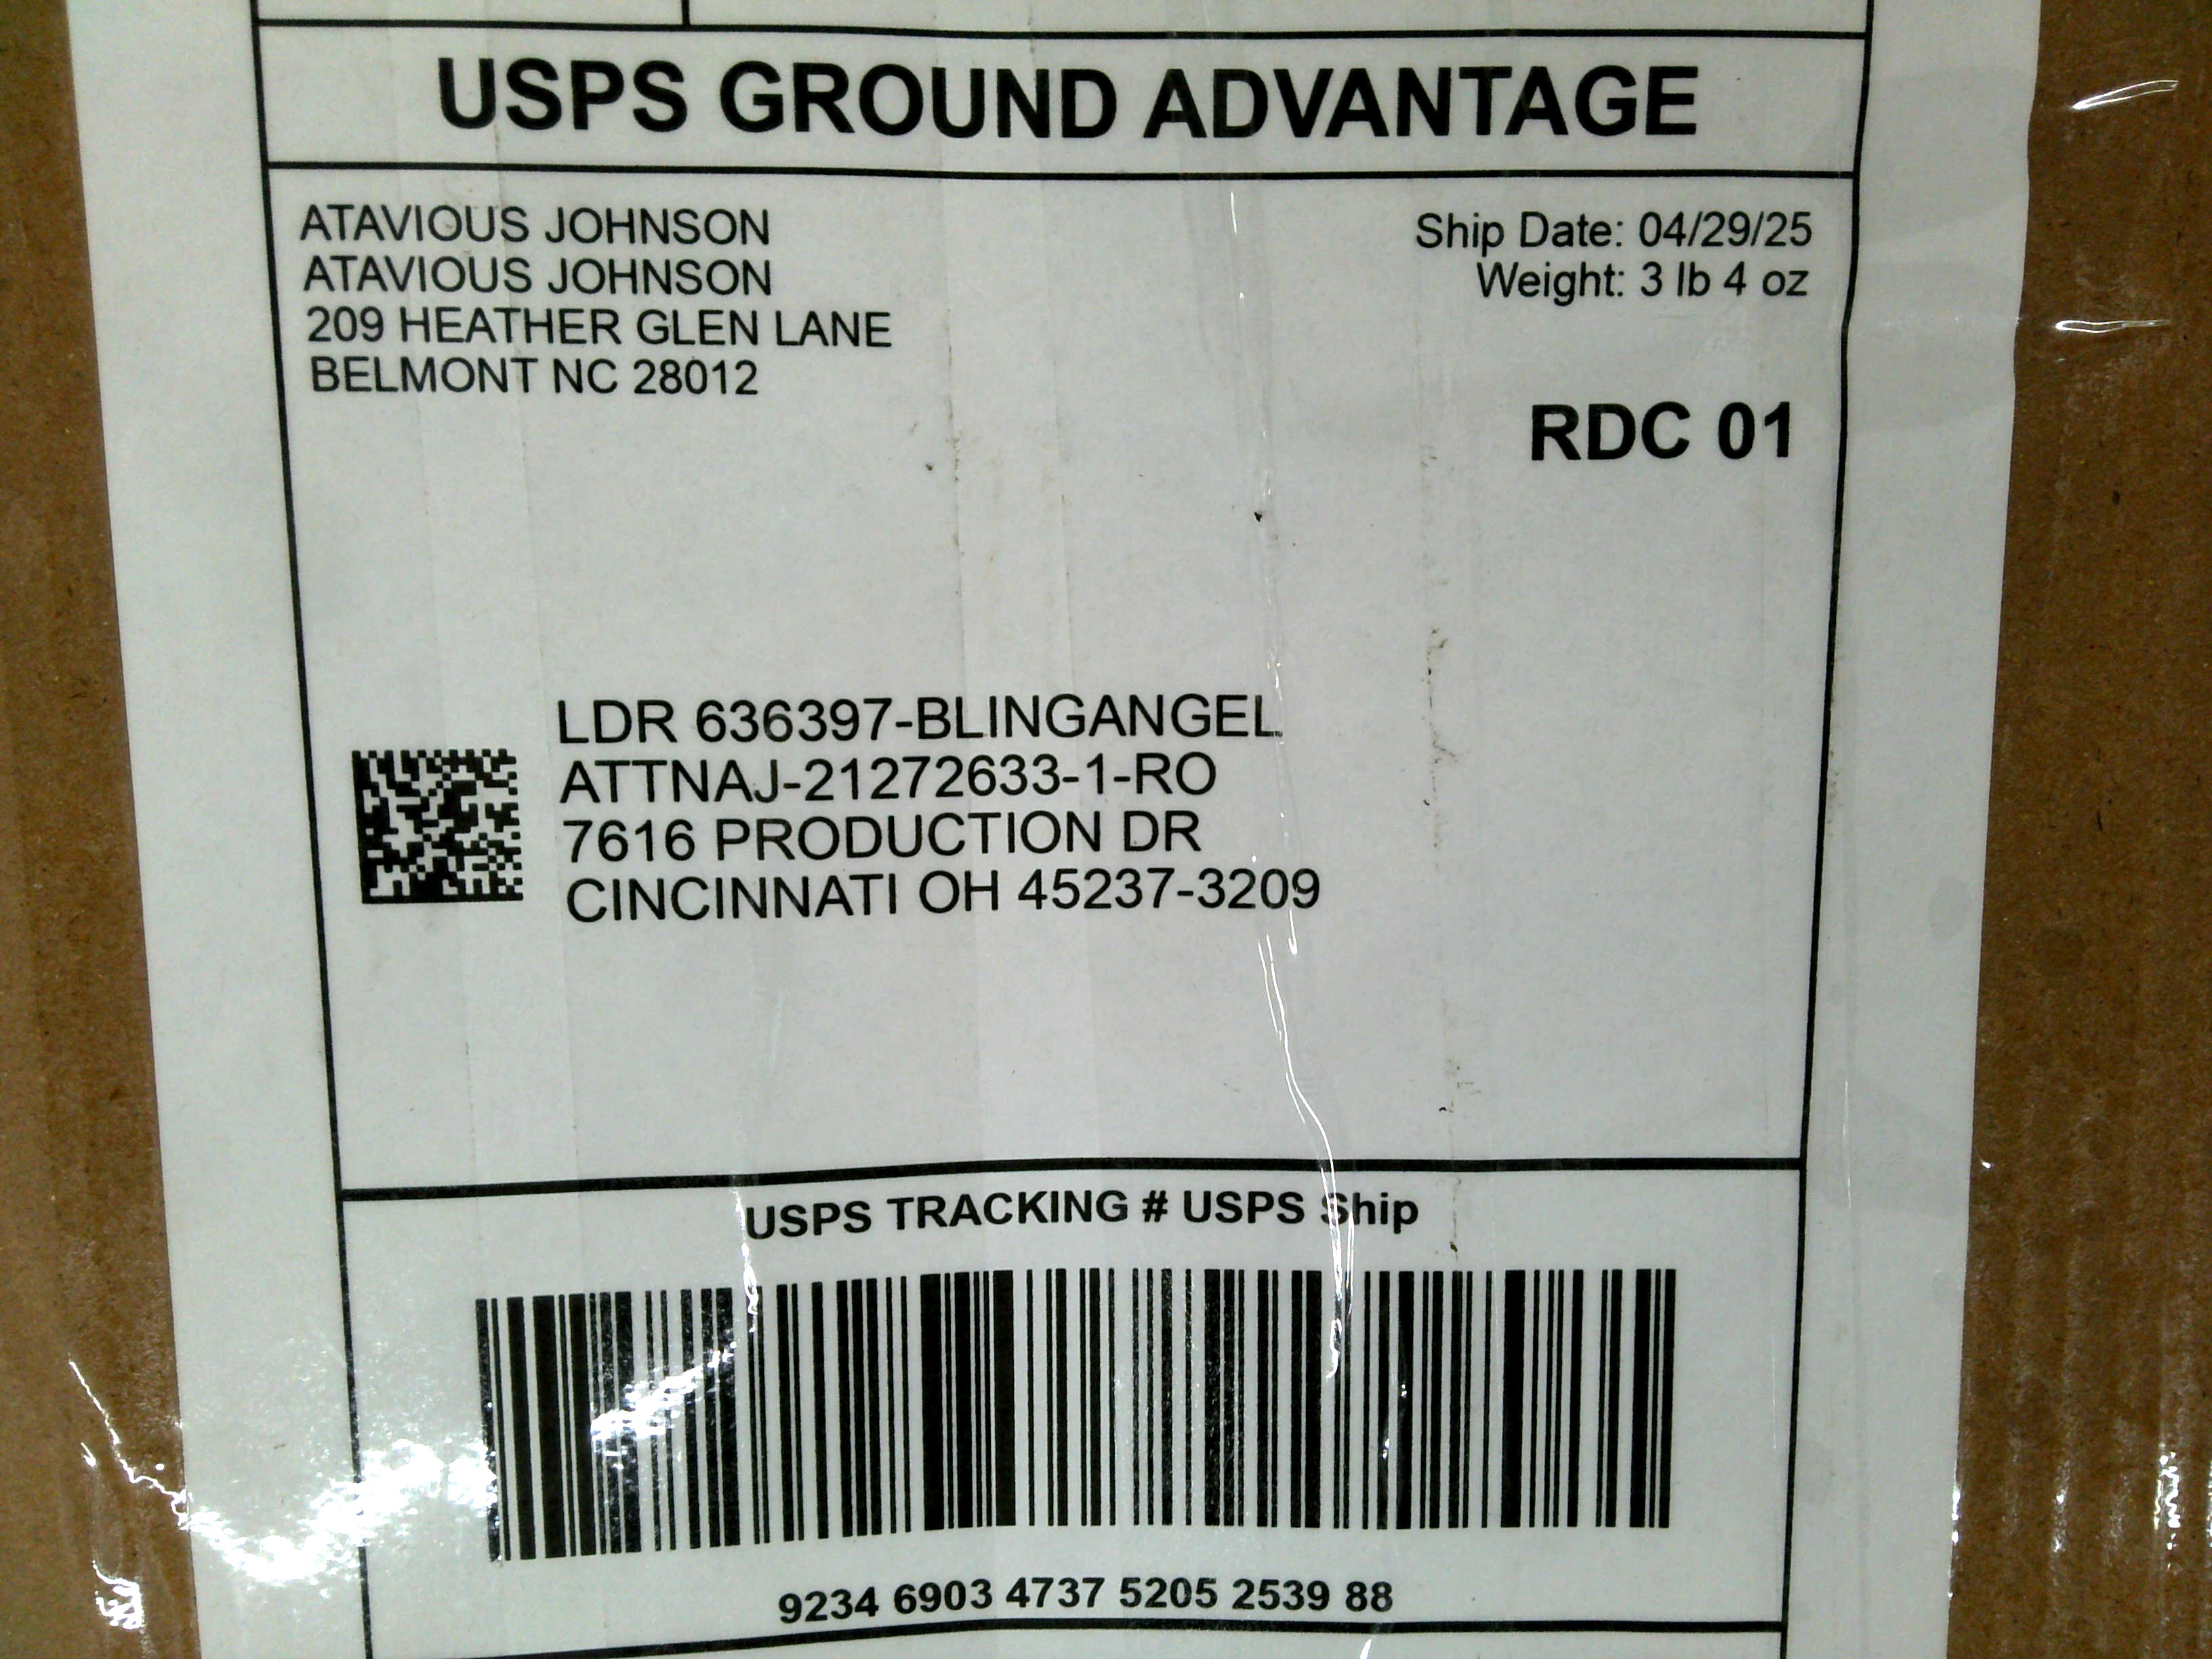 USPS GROUND ADVANTAGE
ATAVIOUS JOHNSON
ATAVIOUS JOHNSON
209 HEATHER GLEN LANE
BELMONT NC 28012
Ship Date: 04/29/25
Weight: 3 lb 4 oz
RDC 01
LDR 636397-BLINGANGEL
ATTNAJ-21272633-1-RO
7616 PRODUCTION DR
CINCINNATI OH 45237-3209
USPS TRACKING # USPS Ship
9234 6903 4737 5205 2539 88